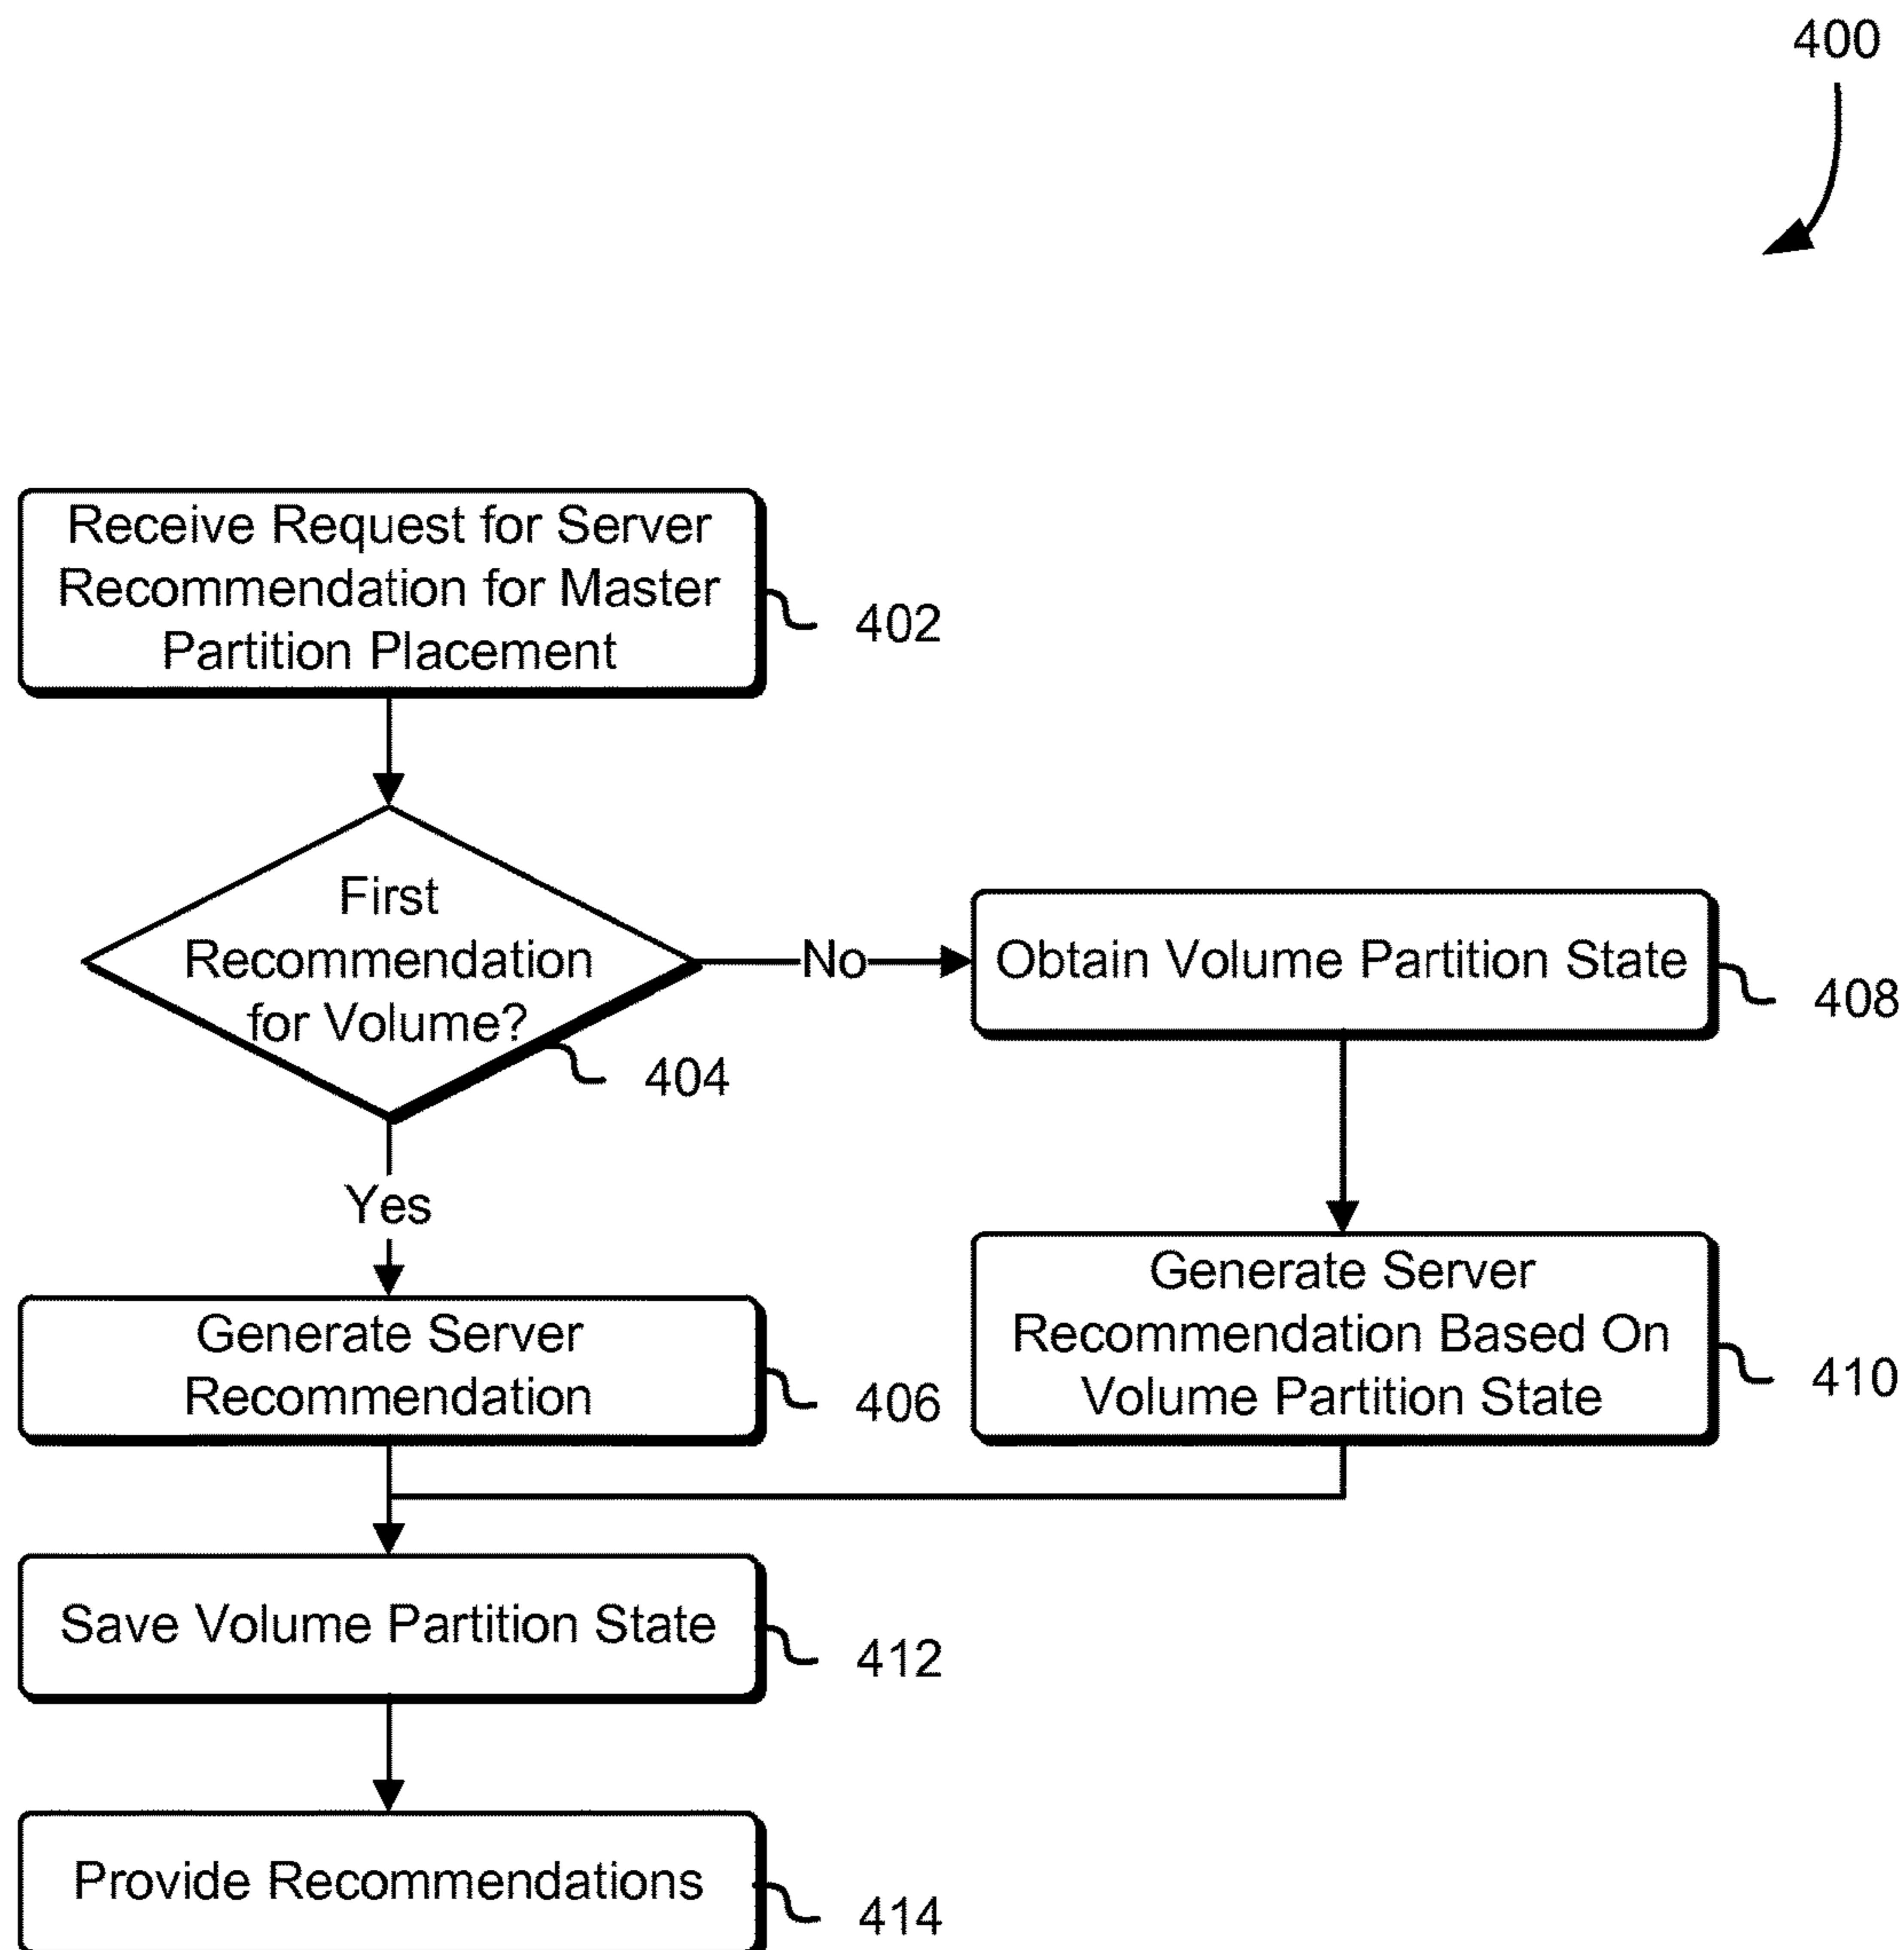 400
Receive Request for Server
Recommendation for Master
Partition Placement
402
First
Recommendation
for Volume?
404
No
Obtain Volume Partition State
408
Yes
Generate Server
Recommendation
406
Generate Server
Recommendation Based On
Volume Partition State
410
Save Volume Partition State
412
Provide Recommendations
414